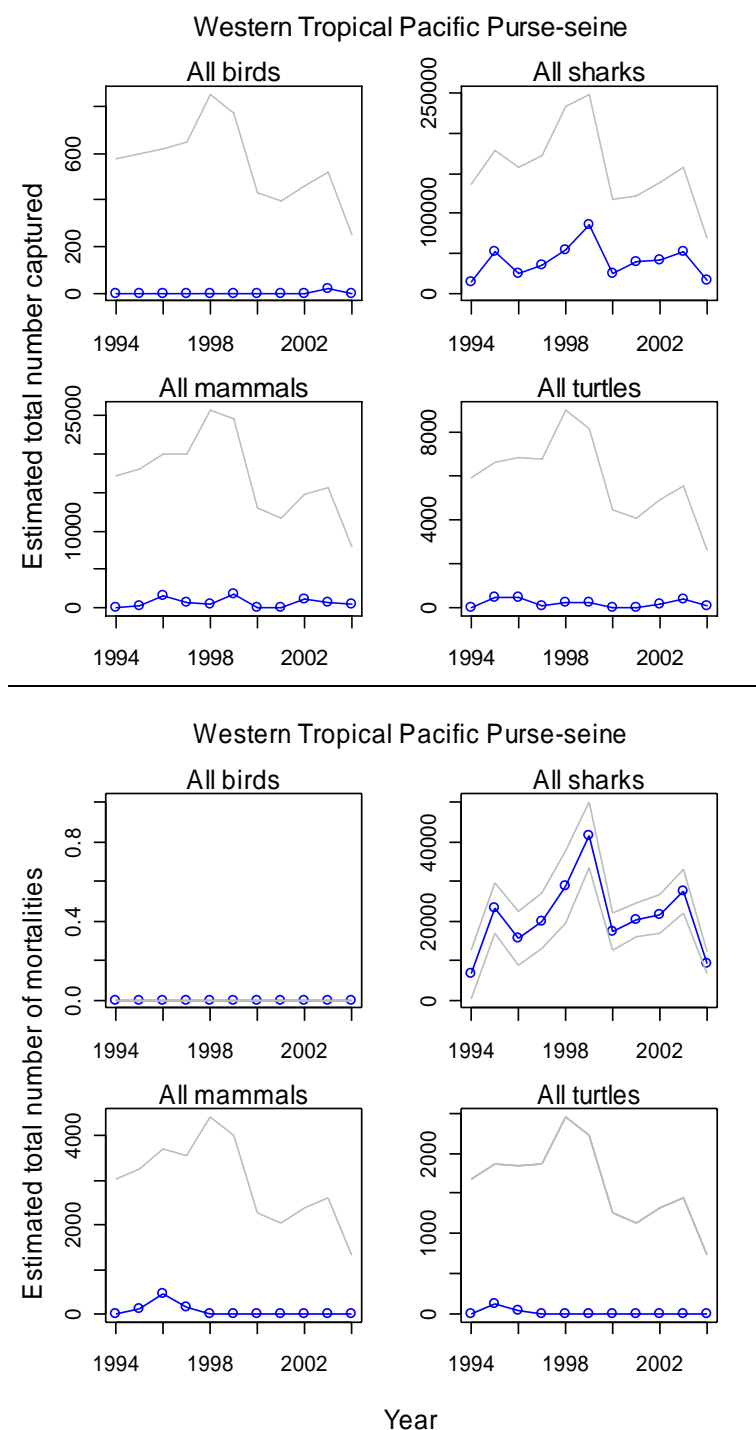 Western Tropical Pacific Purse-seine
All birds
All sharks
Estimated total number captured
0 200 600
0 100000 250000
1994 1998 2002
1994 1998 2002
All mammals
All turtles
0 10000 25000
0 4000 8000
1994 1998 2002
1994 1998 2002
Western Tropical Pacific Purse-seine
All birds
All sharks
Estimated total number of mortalities
0.0 0.4 0.8
0 20000 40000
1994 1998 2002
1994 1998 2002
All mammals
All turtles
0 2000 4000
0 1000 2000
1994 1998 2002
1994 1998 2002
Year